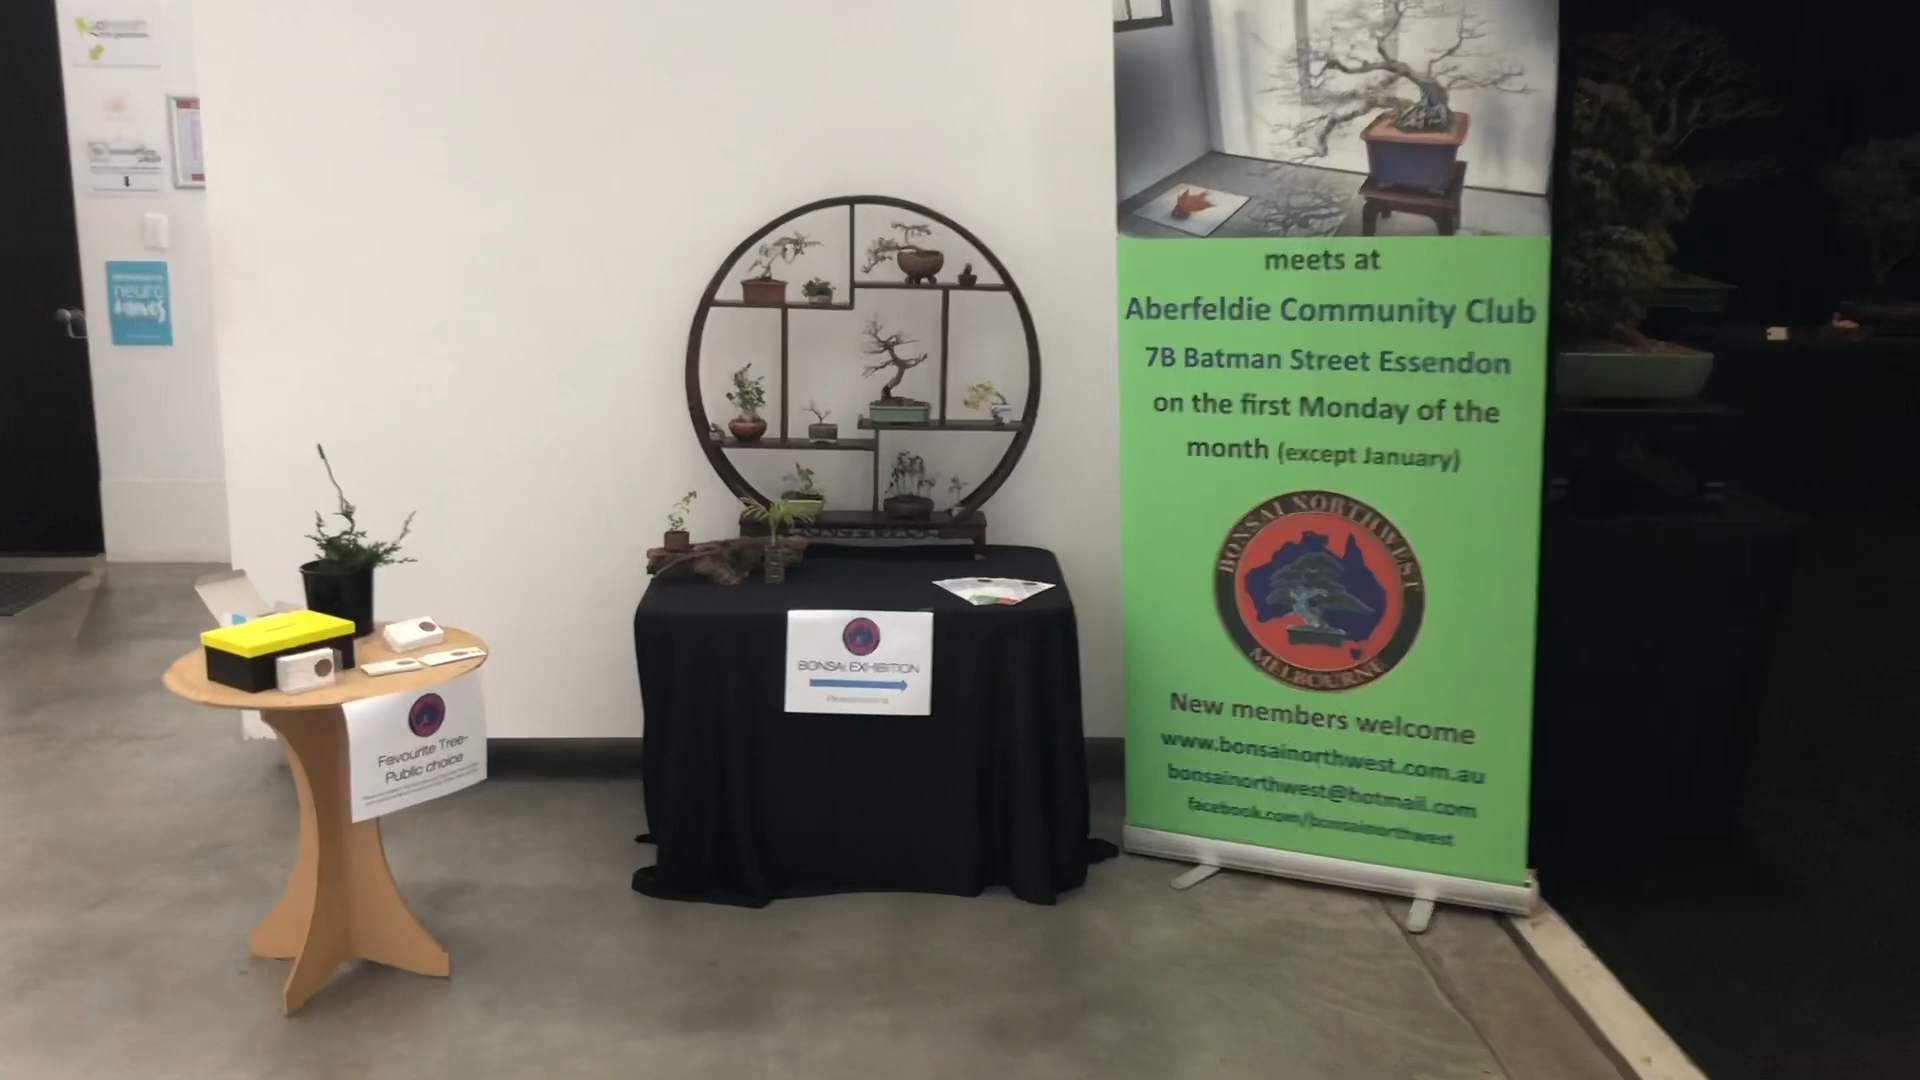 neuro
moves
meets at
Aberfeldie Community Club
7B Batman Street Essendon
on the first Monday of the
month (except January)
BONSAI NORTHWEST
MELBOURNE
New members welcome
www.bonsainorthwest.com.au
bonsainorthwest@hotmail.com
facebook.com/bonsainorthwest
BONSAI EXHIBITION
Favourite Tree-
Public choice